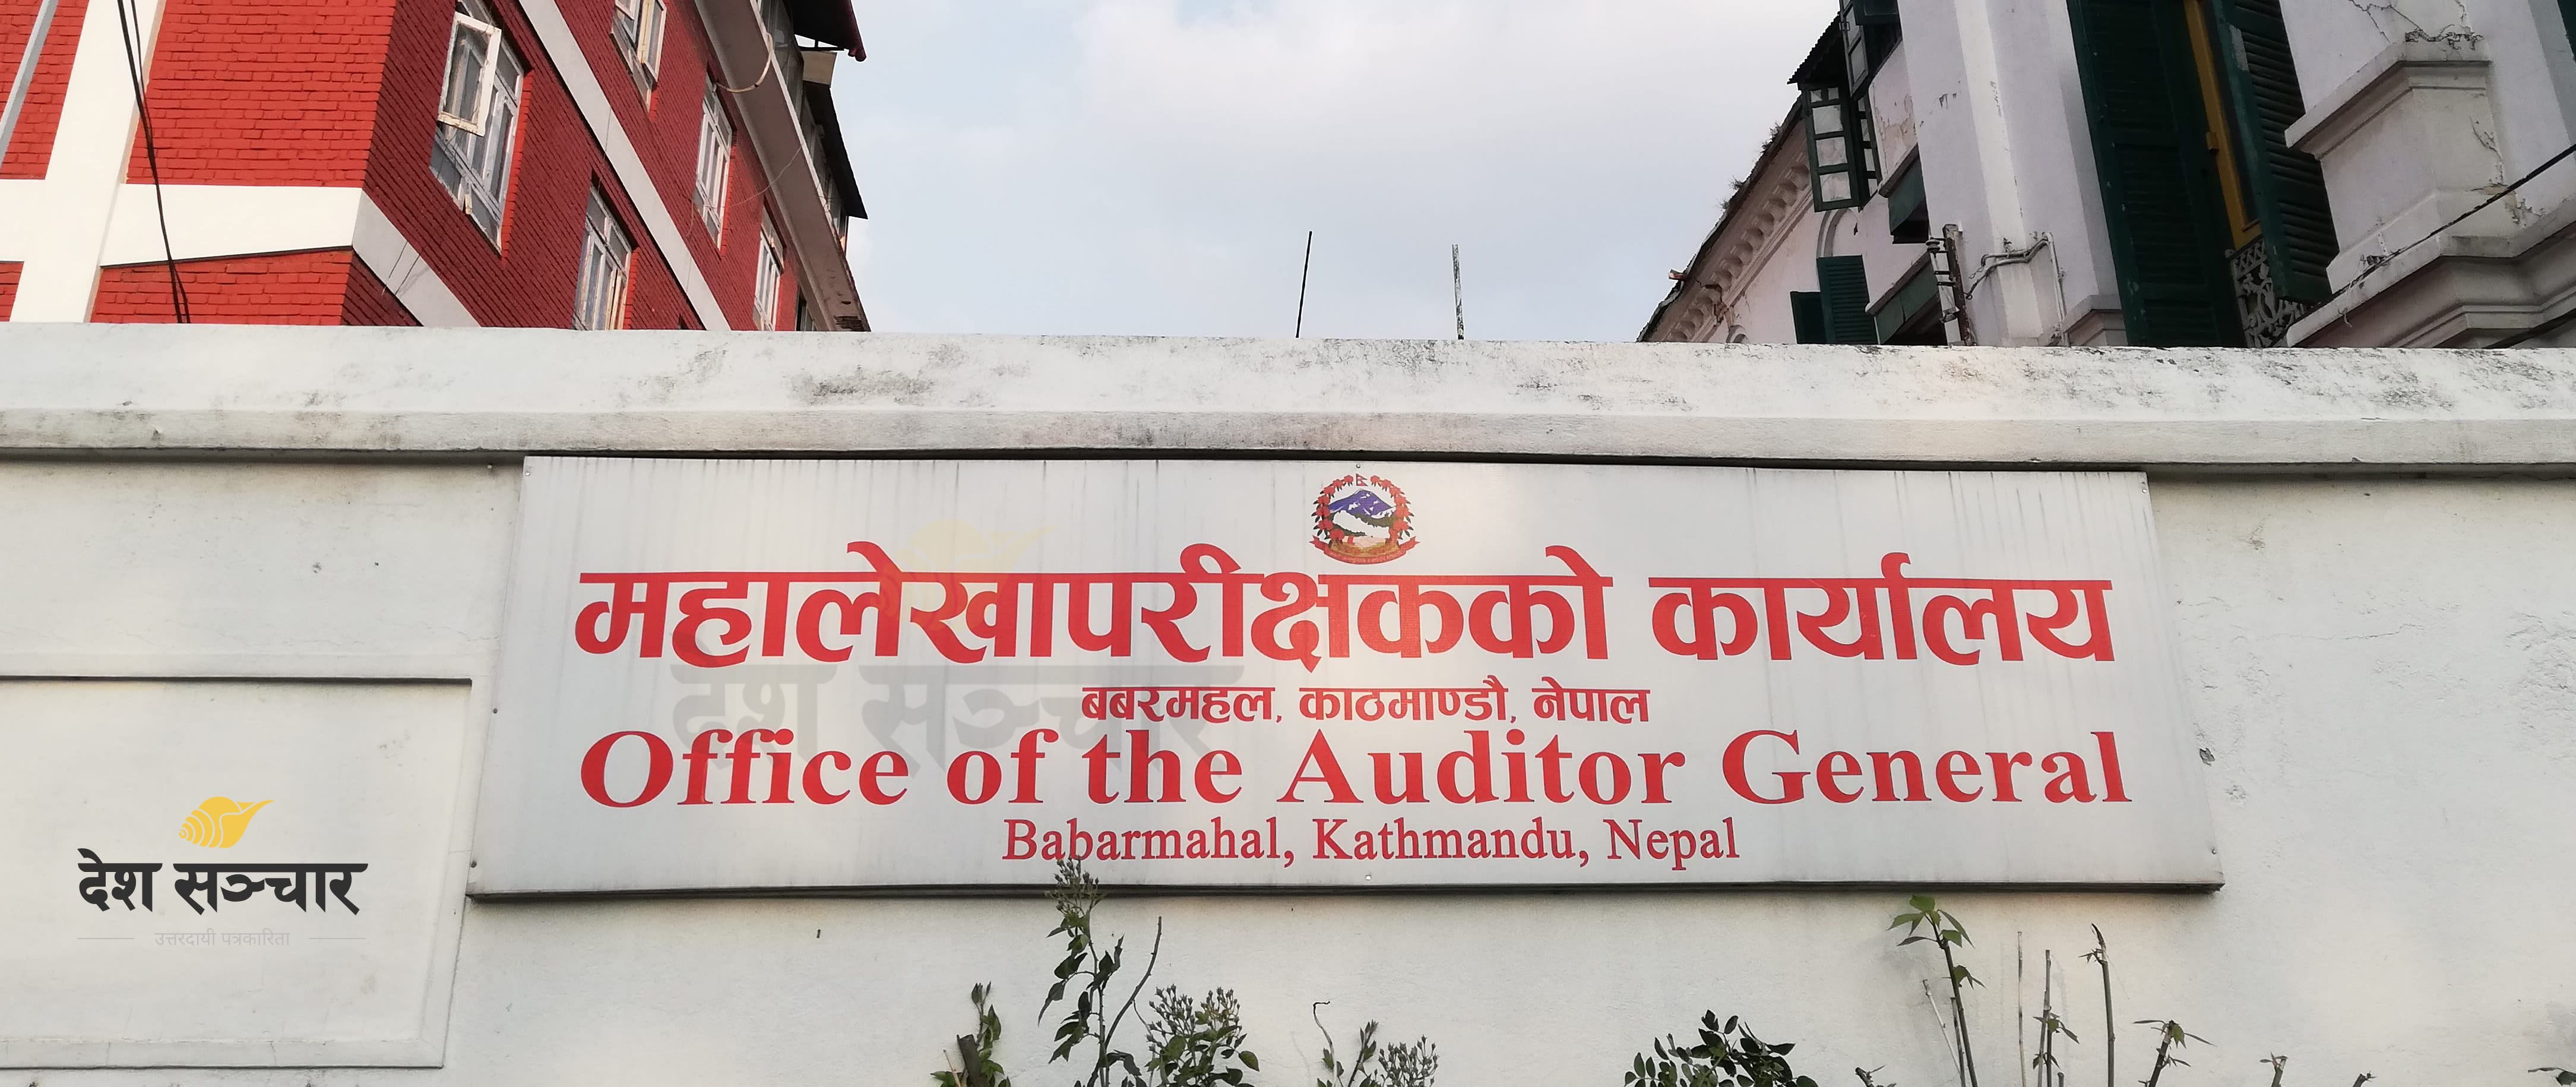 महालेखापरीक्षकको कार्यालय
बबरमहल, काठमाण्डौ, नेपाल
Office of the Auditor General
Babarmahal, Kathmandu, Nepal
देश सञ्चार
देश सञ्चार
उत्तरदायी पत्रकारिता